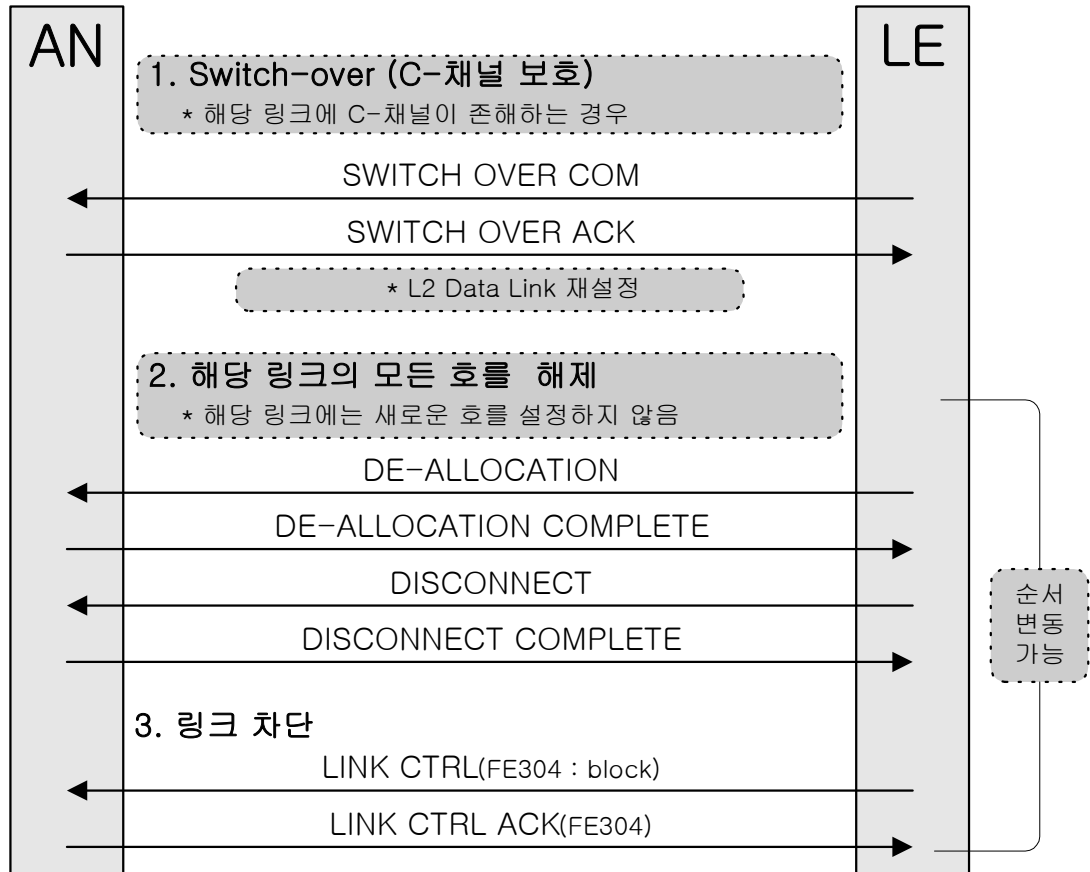 AN
LE
1. Switch-over (C-채널 보호)
* 해당 링크에 C-채널이 존재하는 경우
SWITCH OVER COM
SWITCH OVER ACK
* L2 Data Link 재설정
2. 해당 링크의 모든 호를 해제
* 해당 링크에는 새로운 호를 설정하지 않음
DE-ALLOCATION
DE-ALLOCATION COMPLETE
DISCONNECT
DISCONNECT COMPLETE
순서
변동
가능
3. 링크 차단
LINK CTRL(FE304 : block)
LINK CTRL ACK(FE304)